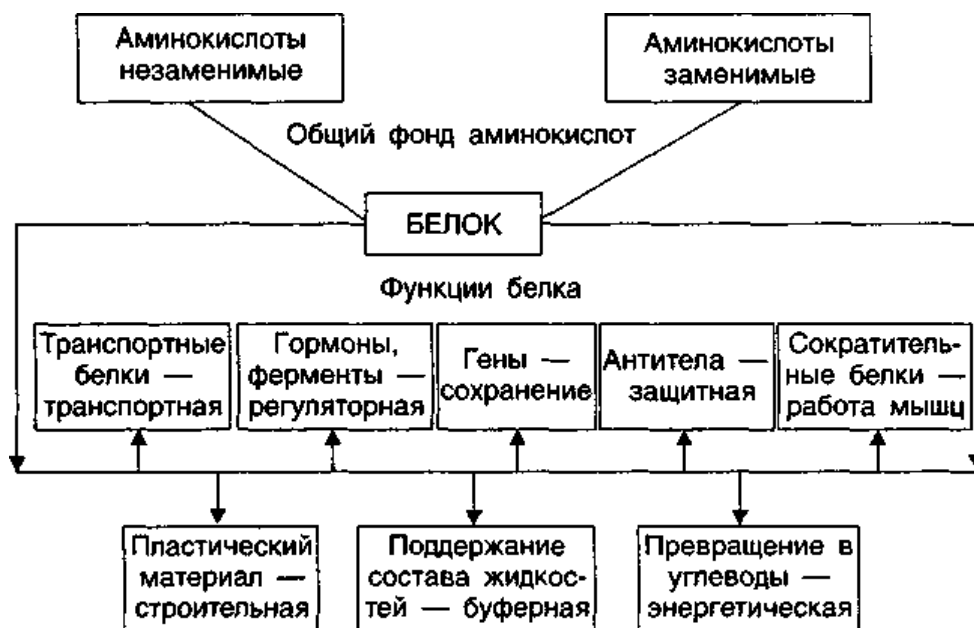 Аминокислоты
незаменимые
Аминокислоты
заменимые
Общий фонд аминокислот
БЕЛОК
Функции белка
Транспортные
белки —
транспортная
Гормоны,
ферменты —
регуляторная
Гены —
сохранение
Антитела —
защитная
Сократитель-
ные белки —
работа мышц
Пластический
материал —
строительная
Поддержание
состава жидкос-
тей — буферная
Превращение в
углеводы —
энергетическая